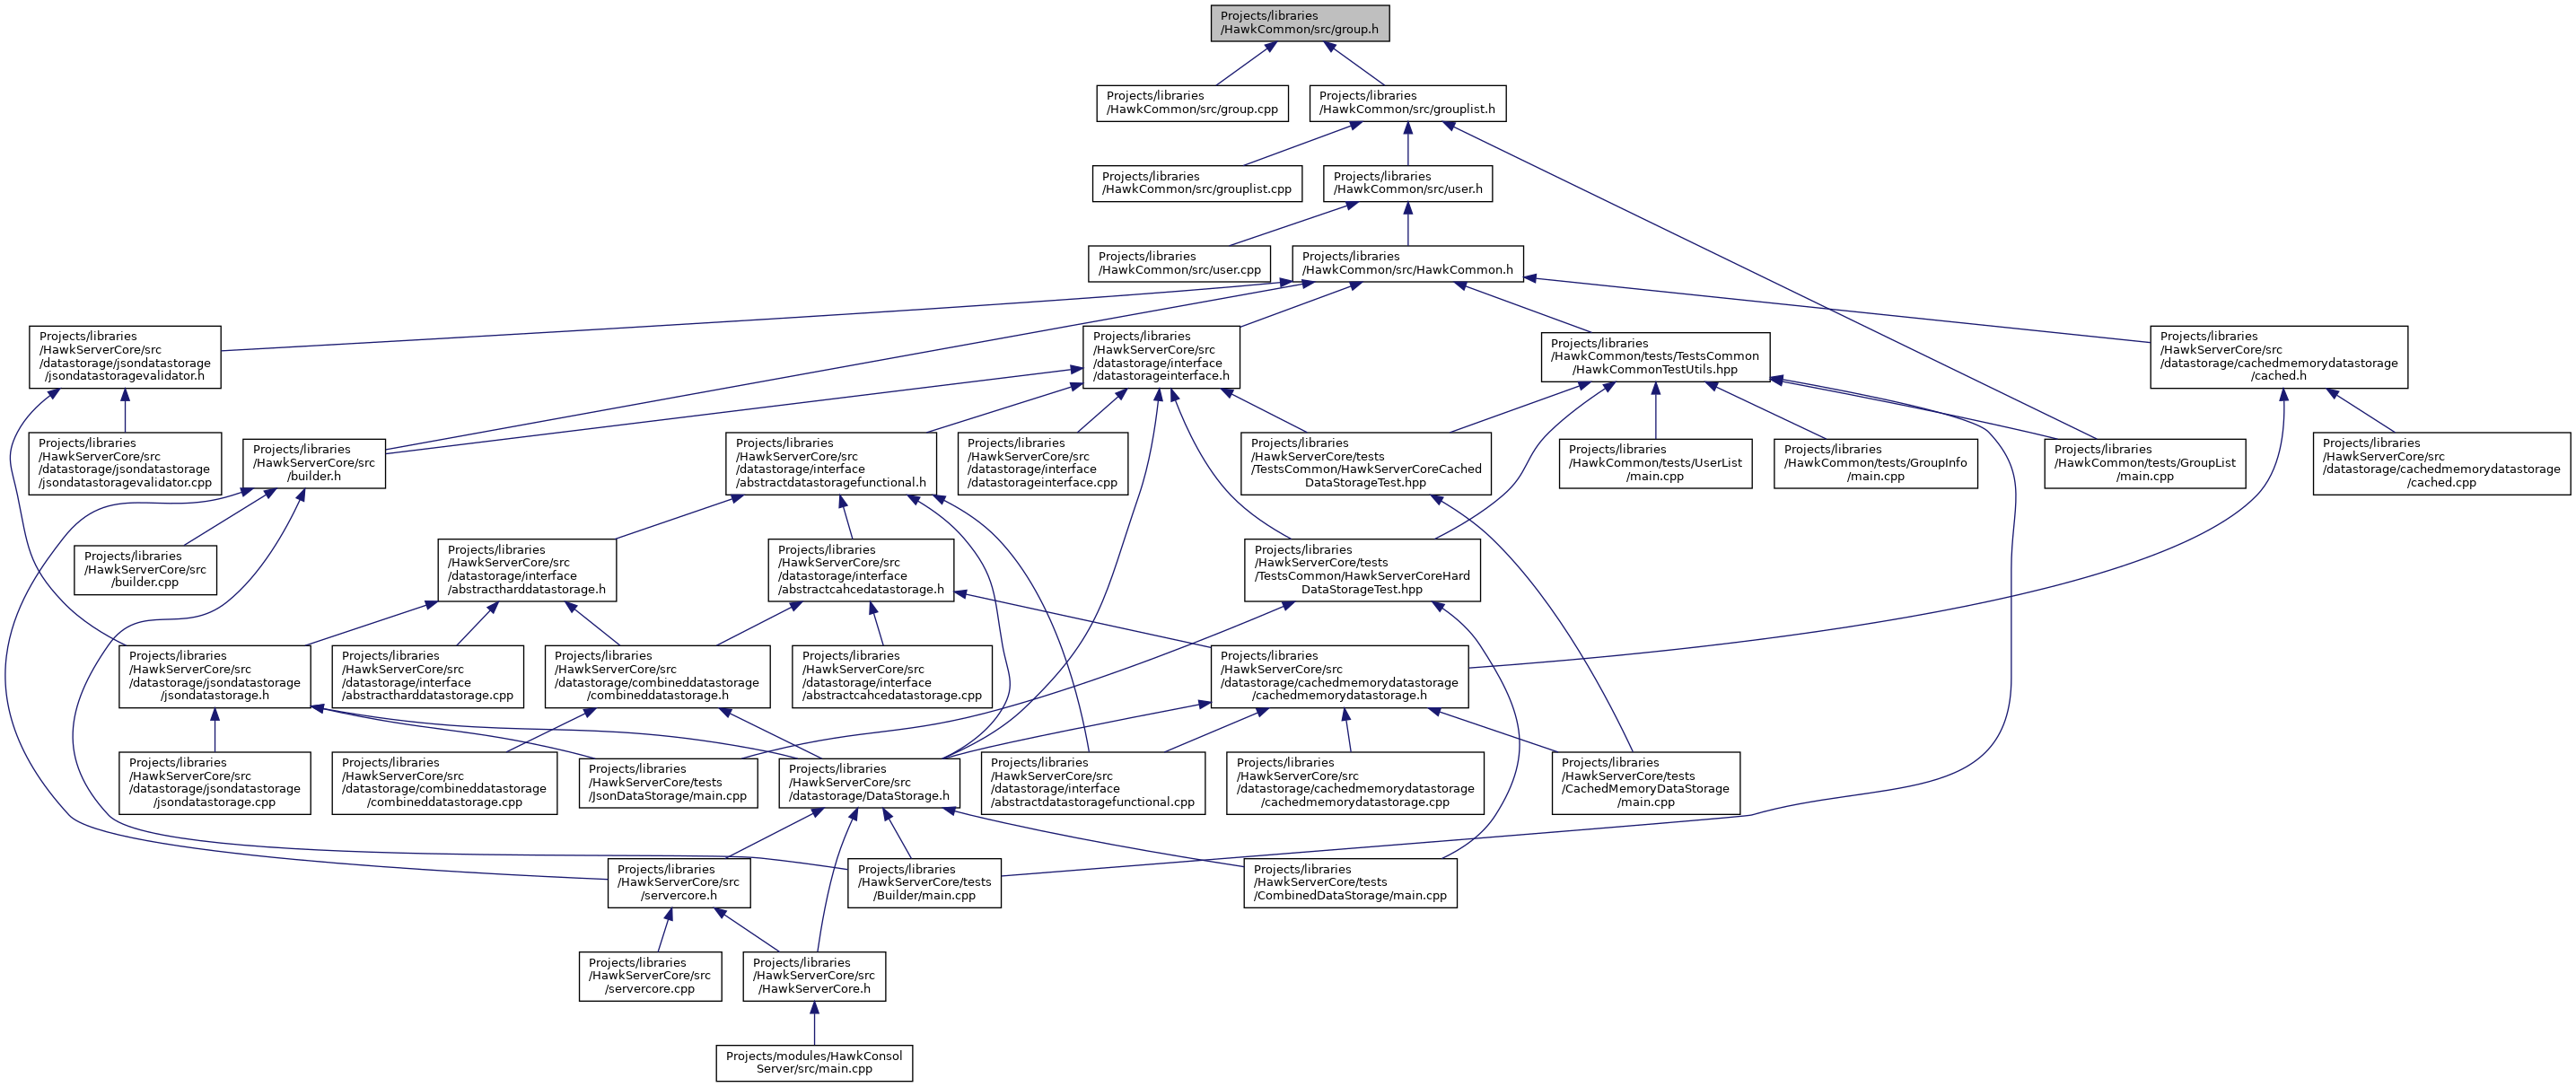 Projects/libraries
/HawkCommon/src/group.h
Projects/libraries
/HawkCommon/src/group.cpp
Projects/libraries
/HawkCommon/src/grouplist.h
Projects/libraries
/HawkCommon/src/grouplist.cpp
Projects/libraries
/HawkCommon/src/user.h
Projects/libraries
/HawkCommon/src/user.cpp
Projects/libraries
/HawkCommon/src/HawkCommon.h
Projects/libraries
/HawkServerCore/src
/datastorage/jsondatastorage
/jsondatastoragevalidator.h
Projects/libraries
/HawkServerCore/src
/datastorage/interface
/datastorageinterface.h
Projects/libraries
/HawkCommon/tests/TestsCommon
/HawkCommonTestUtils.hpp
Projects/libraries
/HawkServerCore/src
/datastorage/cachedmemorydatastorage
/cached.h
Projects/libraries
/HawkServerCore/src
/datastorage/jsondatastorage
/jsondatastoragevalidator.cpp
Projects/libraries
/HawkServerCore/src
/builder.h
Projects/libraries
/HawkServerCore/src
/datastorage/interface
/abstractdatastoragefunctional.h
Projects/libraries
/HawkServerCore/src
/datastorage/interface
/datastorageinterface.cpp
Projects/libraries
/HawkServerCore/tests
/TestsCommon/HawkServerCoreCached
DataStorageTest.hpp
Projects/libraries
/HawkCommon/tests/UserList
/main.cpp
Projects/libraries
/HawkCommon/tests/GroupInfo
/main.cpp
Projects/libraries
/HawkCommon/tests/GroupList
/main.cpp
Projects/libraries
/HawkServerCore/src
/datastorage/cachedmemorydatastorage
/cached.cpp
Projects/libraries
/HawkServerCore/src
/builder.cpp
Projects/libraries
/HawkServerCore/src
/datastorage/interface
/abstractharddatastorage.h
Projects/libraries
/HawkServerCore/src
/datastorage/interface
/abstractcahcedatastorage.h
Projects/libraries
/HawkServerCore/tests
/TestsCommon/HawkServerCoreHard
DataStorageTest.hpp
Projects/libraries
/HawkServerCore/src
/datastorage/jsondatastorage
/jsondatastorage.h
Projects/libraries
/HawkServerCore/src
/datastorage/interface
/abstractharddatastorage.cpp
Projects/libraries
/HawkServerCore/src
/datastorage/combineddatastorage
/combineddatastorage.h
Projects/libraries
/HawkServerCore/src
/datastorage/interface
/abstractcahcedatastorage.cpp
Projects/libraries
/HawkServerCore/src
/datastorage/cachedmemorydatastorage
/cachedmemorydatastorage.h
Projects/libraries
/HawkServerCore/src
/datastorage/jsondatastorage
/jsondatastorage.cpp
Projects/libraries
/HawkServerCore/src
/datastorage/combineddatastorage
/combineddatastorage.cpp
Projects/libraries
/HawkServerCore/tests
/JsonDataStorage/main.cpp
Projects/libraries
/HawkServerCore/src
/datastorage/DataStorage.h
Projects/libraries
/HawkServerCore/src
/datastorage/interface
/abstractdatastoragefunctional.cpp
Projects/libraries
/HawkServerCore/src
/datastorage/cachedmemorydatastorage
/cachedmemorydatastorage.cpp
Projects/libraries
/HawkServerCore/tests
/CachedMemoryDataStorage
/main.cpp
Projects/libraries
/HawkServerCore/src
/servercore.h
Projects/libraries
/HawkServerCore/tests
/Builder/main.cpp
Projects/libraries
/HawkServerCore/tests
/CombinedDataStorage/main.cpp
Projects/libraries
/HawkServerCore/src
/servercore.cpp
Projects/libraries
/HawkServerCore/src
/HawkServerCore.h
Projects/modules/HawkConsol
Server/src/main.cpp